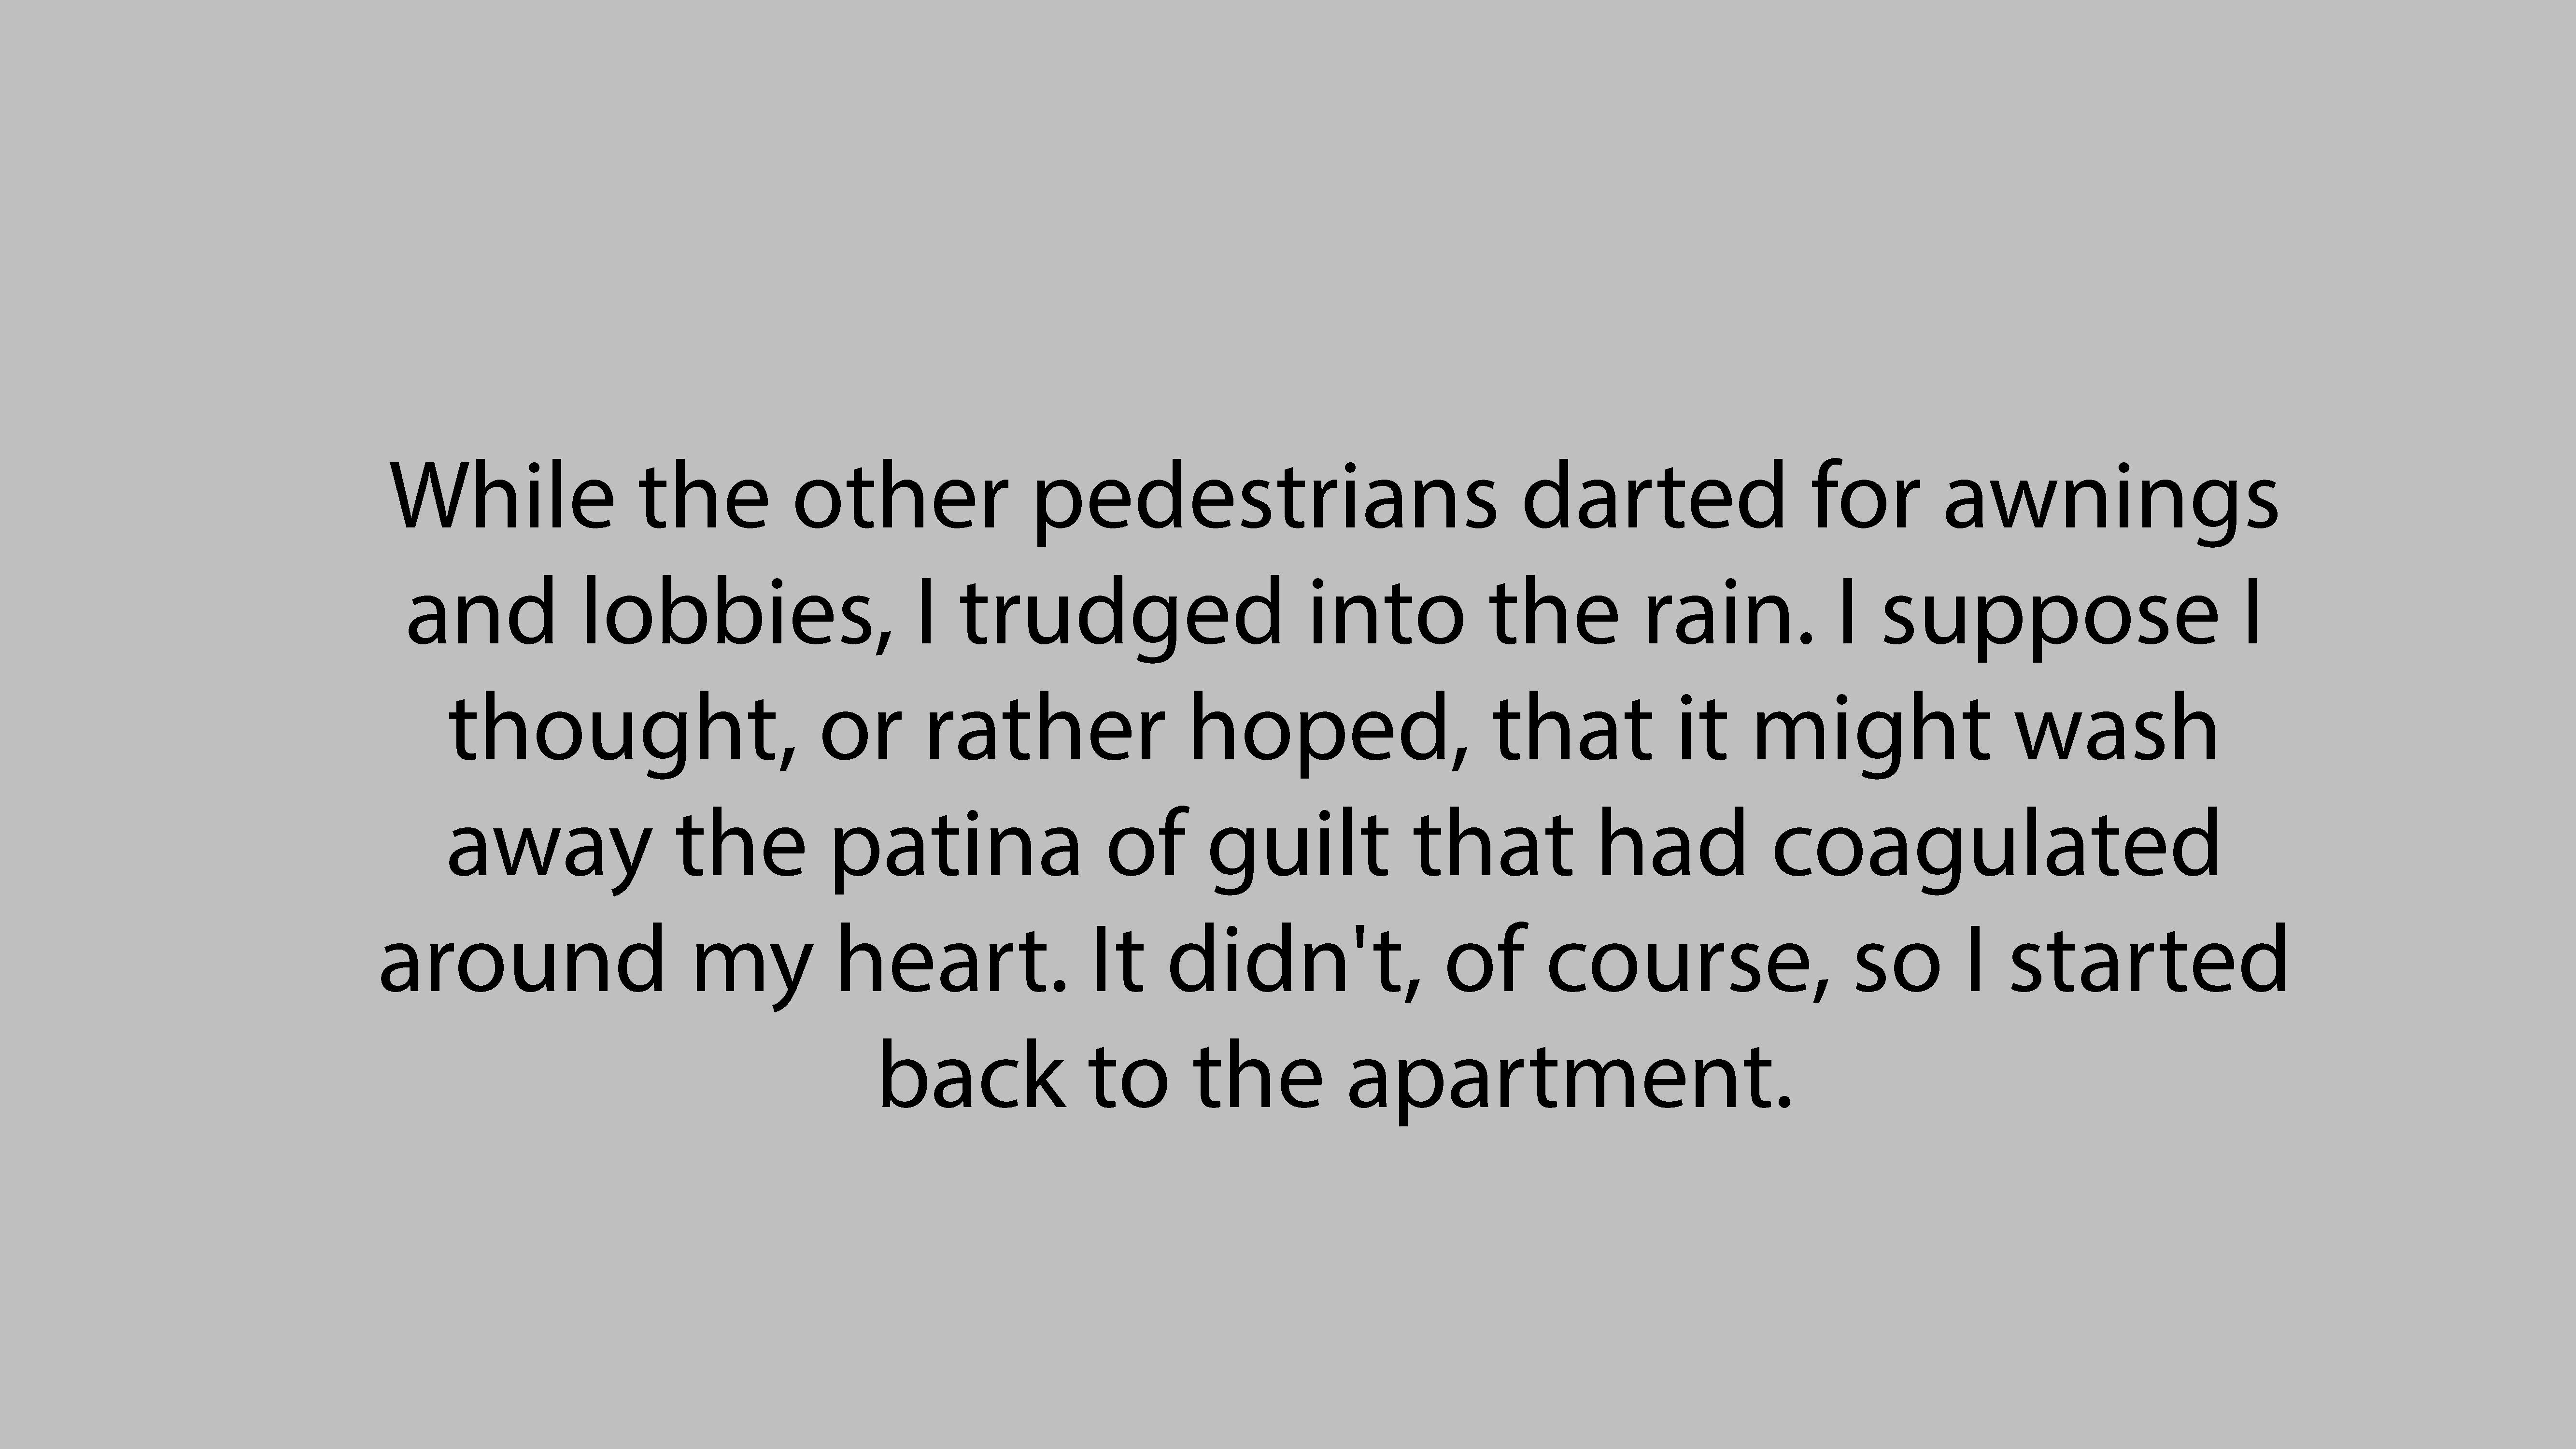 While the other pedestrians darted for awnings
and lobbies, I trudged into the rain. I suppose I
thought, or rather hoped, that it might wash
away the patina of guilt that had coagulated
around my heart. It didn't, of course, so I started
back to the apartment.